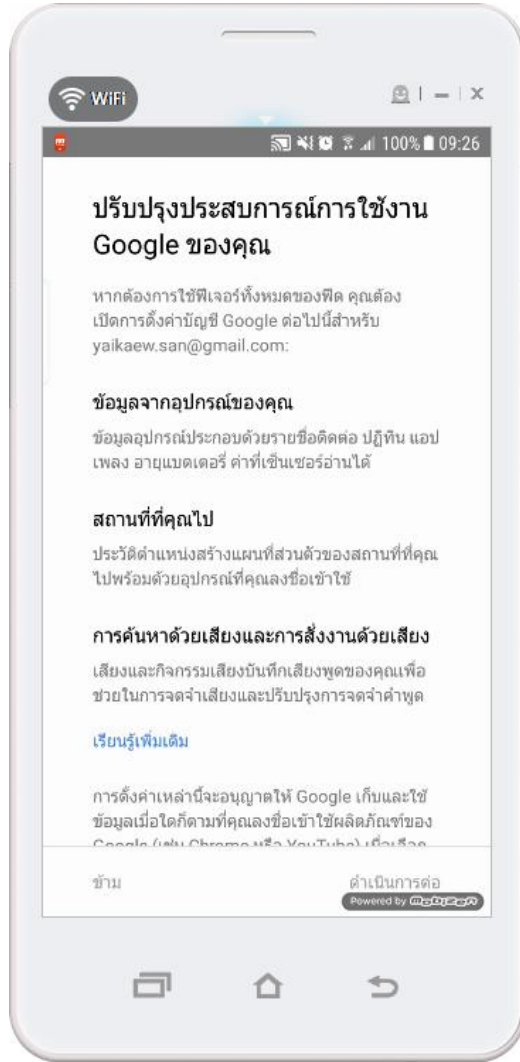 WiFi
100% 09:26
ปรับปรุงประสบการณ์การใช้งาน
Google ของคุณ
หากต้องการใช้ฟีเจอร์ทั้งหมดของฟีด คุณต้อง
เปิดการตั้งค่าบัญชี Google ต่อไปนี้สำหรับ
yaikaew.san@gmail.com:
ข้อมูลจากอุปกรณ์ของคุณ
ข้อมูลอุปกรณ์ประกอบด้วยรายชื่อติดต่อ ปฏิทิน แอป
เพลง อายุแบตเตอรี่ ค่าที่เซ็นเซอร์อ่านได้
สถานที่ที่คุณไป
ประวัติตำแหน่งสร้างแผนที่ส่วนตัวของสถานที่ที่คุณ
ไปพร้อมด้วยอุปกรณ์ที่คุณลงชื่อเข้าใช้
การค้นหาด้วยเสียงและการสั่งงานด้วยเสียง
เสียงและกิจกรรมเสียงบันทึกเสียงพูดของคุณเพื่อ
ช่วยในการจดจำเสียงและปรับปรุงการจดจำคำพูด
เรียนรู้เพิ่มเติม
การตั้งค่าเหล่านี้จะอนุญาตให้ Google เก็บและใช้
ข้อมูลเมื่อใดก็ตามที่คุณลงชื่อเข้าใช้ผลิตภัณฑ์ของ
Google (เช่น Chrome หรือ YouTube) เมื่อเลือก
ข้าม
ดำเนินการต่อ
Powered by mobizen